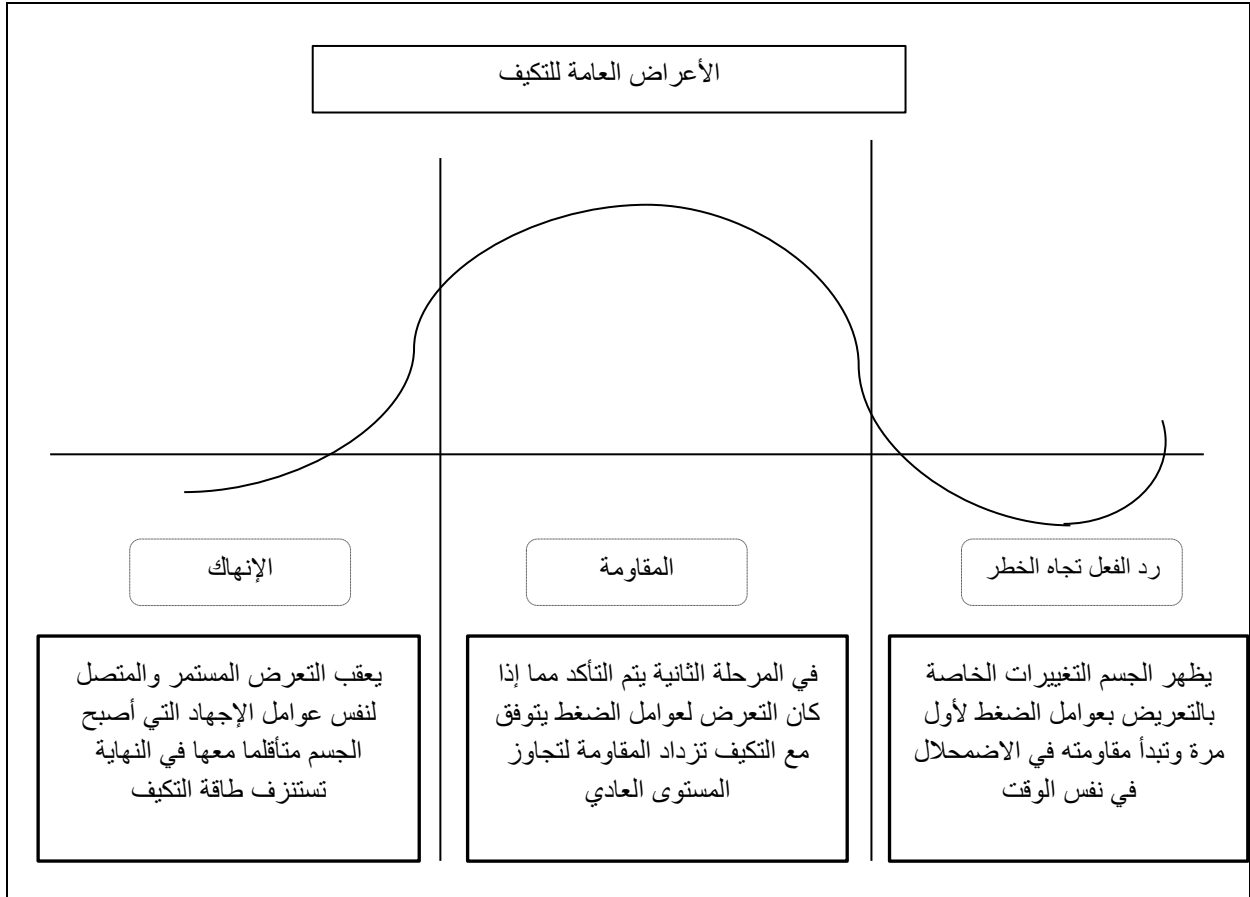 الأعراض العامة للتكيف
رد الفعل تجاه الخطر
المقاومة
الإنهاك
يظهر الجسم التغييرات الخاصة
بالتعريض بعوامل الضغط لأول
مرة وتبدأ مقاومته في الاضمحلال
في نفس الوقت
في المرحلة الثانية يتم التأكد مما إذا
كان التعرض لعوامل الضغط يتوفق
مع التكيف تزداد المقاومة لتجاوز
المستوى العادي
يعقب التعرض المستمر والمتصل
لنفس عوامل الإجهاد التي أصبح
الجسم متأقلما معها في النهاية
تستنزف طاقة التكيف